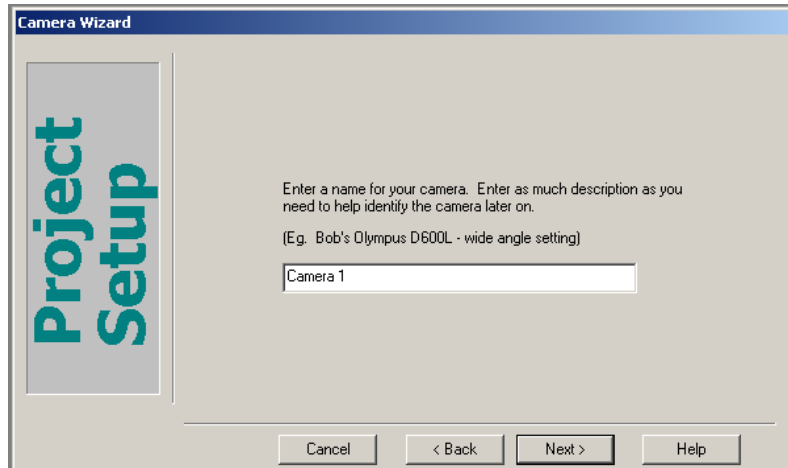 Camera Wizard
Project
Setup
Enter a name for your camera.  Enter as much description as you
need to help identify the camera later on.
(Eg.  Bob's Olympus D600L - wide angle setting)
Camera 1
Cancel
< Back
Next >
Help